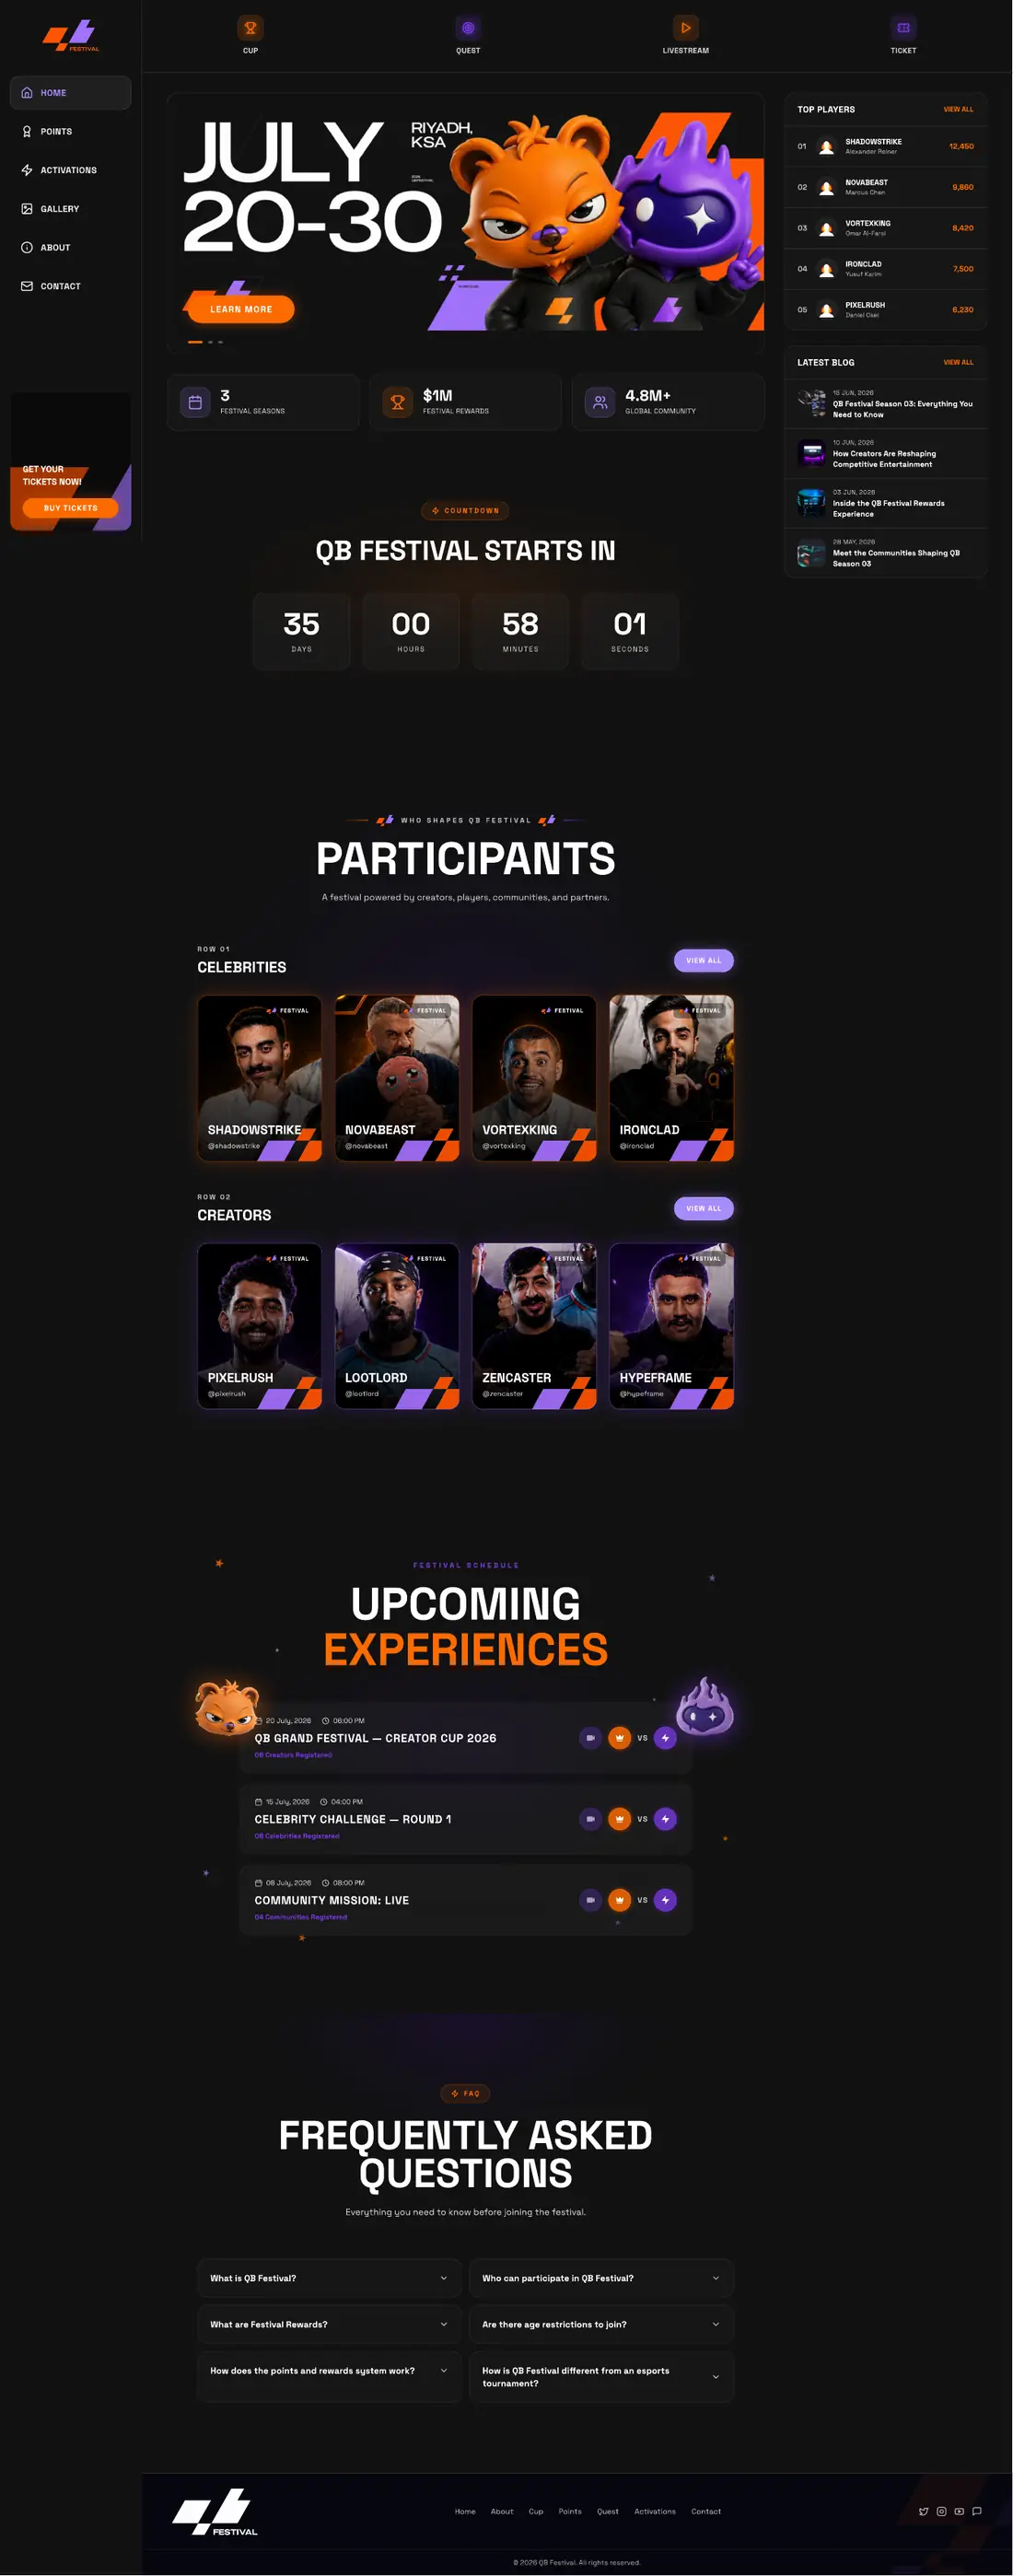 FESTIVAL
HOME
POINTS
ACTIVATIONS
GALLERY
ABOUT
CONTACT
GET YOUR
TICKETS NOW!
BUY TICKETS
CUP
QUEST
LIVESTREAM
TICKET
JULY
20-30
RIYADH,
KSA
LEARN MORE
3
FESTIVAL SEASONS
$1M
FESTIVAL REWARDS
4.8M+
GLOBAL COMMUNITY
TOP PLAYERS
VIEW ALL
01 SHADOWSTRIKE 12,450
Alexander Reiner
02 NOVABEAST 9,860
Marcus Chen
03 VORTEXKING 8,420
Omar Al-Farsi
04 IRONCLAD 7,500
Yusuf Karim
05 PIXELRUSH 6,230
Daniel Osei
LATEST BLOG
VIEW ALL
15 JUN, 2026
QB Festival Season 03: Everything You
Need to Know
10 JUN, 2026
How Creators Are Reshaping
Competitive Entertainment
03 JUN, 2026
Inside the QB Festival Rewards
Experience
28 MAY, 2026
Meet the Communities Shaping QB
Season 03
COUNTDOWN
QB FESTIVAL STARTS IN
35 00 58 01
DAYS HOURS MINUTES SECONDS
WHO SHAPES QB FESTIVAL
PARTICIPANTS
A festival powered by creators, players, communities, and partners.
ROW 01
CELEBRITIES
VIEW ALL
FESTIVAL
SHADOWSTRIKE
@shadowstrike
FESTIVAL
NOVABEAST
@novabeast
FESTIVAL
VORTEXKING
@vortexking
FESTIVAL
IRONCLAD
@ironclad
ROW 02
CREATORS
VIEW ALL
FESTIVAL
PIXELRUSH
@pixelrush
FESTIVAL
LOOTLORD
@lootlord
FESTIVAL
ZENCASTER
@zencaster
FESTIVAL
HYPEFRAME
@hypeframe
FESTIVAL SCHEDULE
UPCOMING
EXPERIENCES
20 July, 2026 06:00 PM
QB GRAND FESTIVAL — CREATOR CUP 2026
06 Creators Registered
VS
15 July, 2026 04:00 PM
CELEBRITY CHALLENGE — ROUND 1
08 Celebrities Registered
VS
08 July, 2026 08:00 PM
COMMUNITY MISSION: LIVE
04 Communities Registered
VS
FAQ
FREQUENTLY ASKED
QUESTIONS
Everything you need to know before joining the festival.
What is QB Festival?
Who can participate in QB Festival?
What are Festival Rewards?
Are there age restrictions to join?
How does the points and rewards system work?
How is QB Festival different from an esports
tournament?
FESTIVAL
Home About Cup Points Quest Activations Contact
© 2026 QB Festival. All rights reserved.